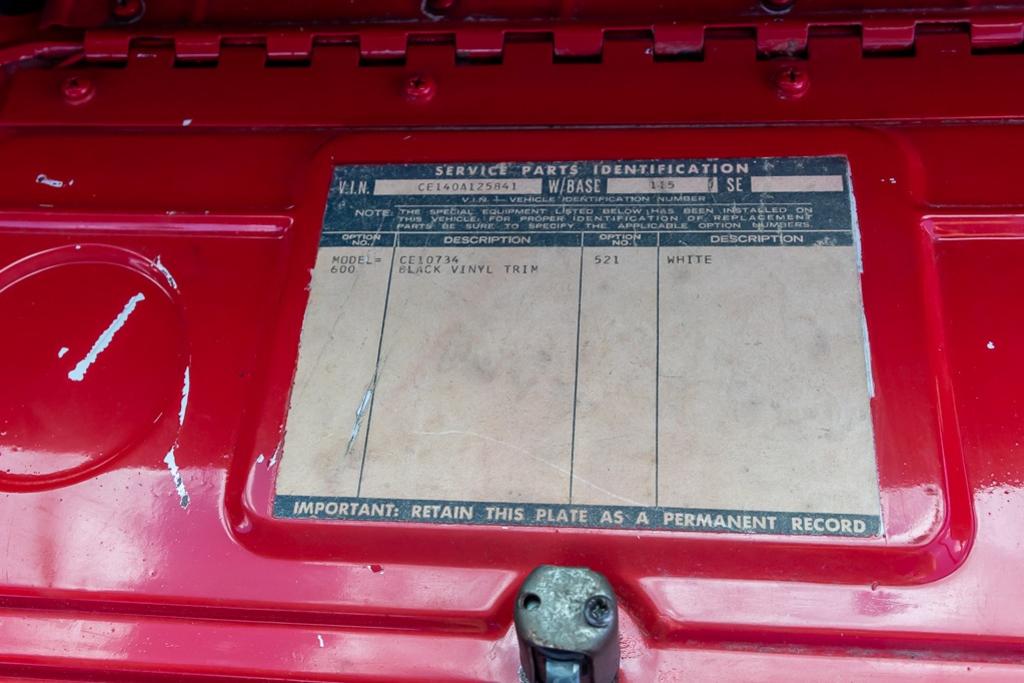 SERVICE PARTS IDENTIFICATION
V.I.N. CE140A125841 W/BASE 115 SE
V.I.N. — VEHICLE IDENTIFICATION NUMBER
NOTE: THE SPECIAL EQUIPMENT LISTED BELOW HAS BEEN INSTALLED ON
THIS VEHICLE. FOR PROPER IDENTIFICATION OF REPLACEMENT
PARTS BE SURE TO SPECIFY THE APPLICABLE OPTION NUMBERS.
OPTION NO. DESCRIPTION OPTION NO. DESCRIPTION
MODEL= CE10734 521 WHITE
600 BLACK VINYL TRIM
IMPORTANT: RETAIN THIS PLATE AS A PERMANENT RECORD